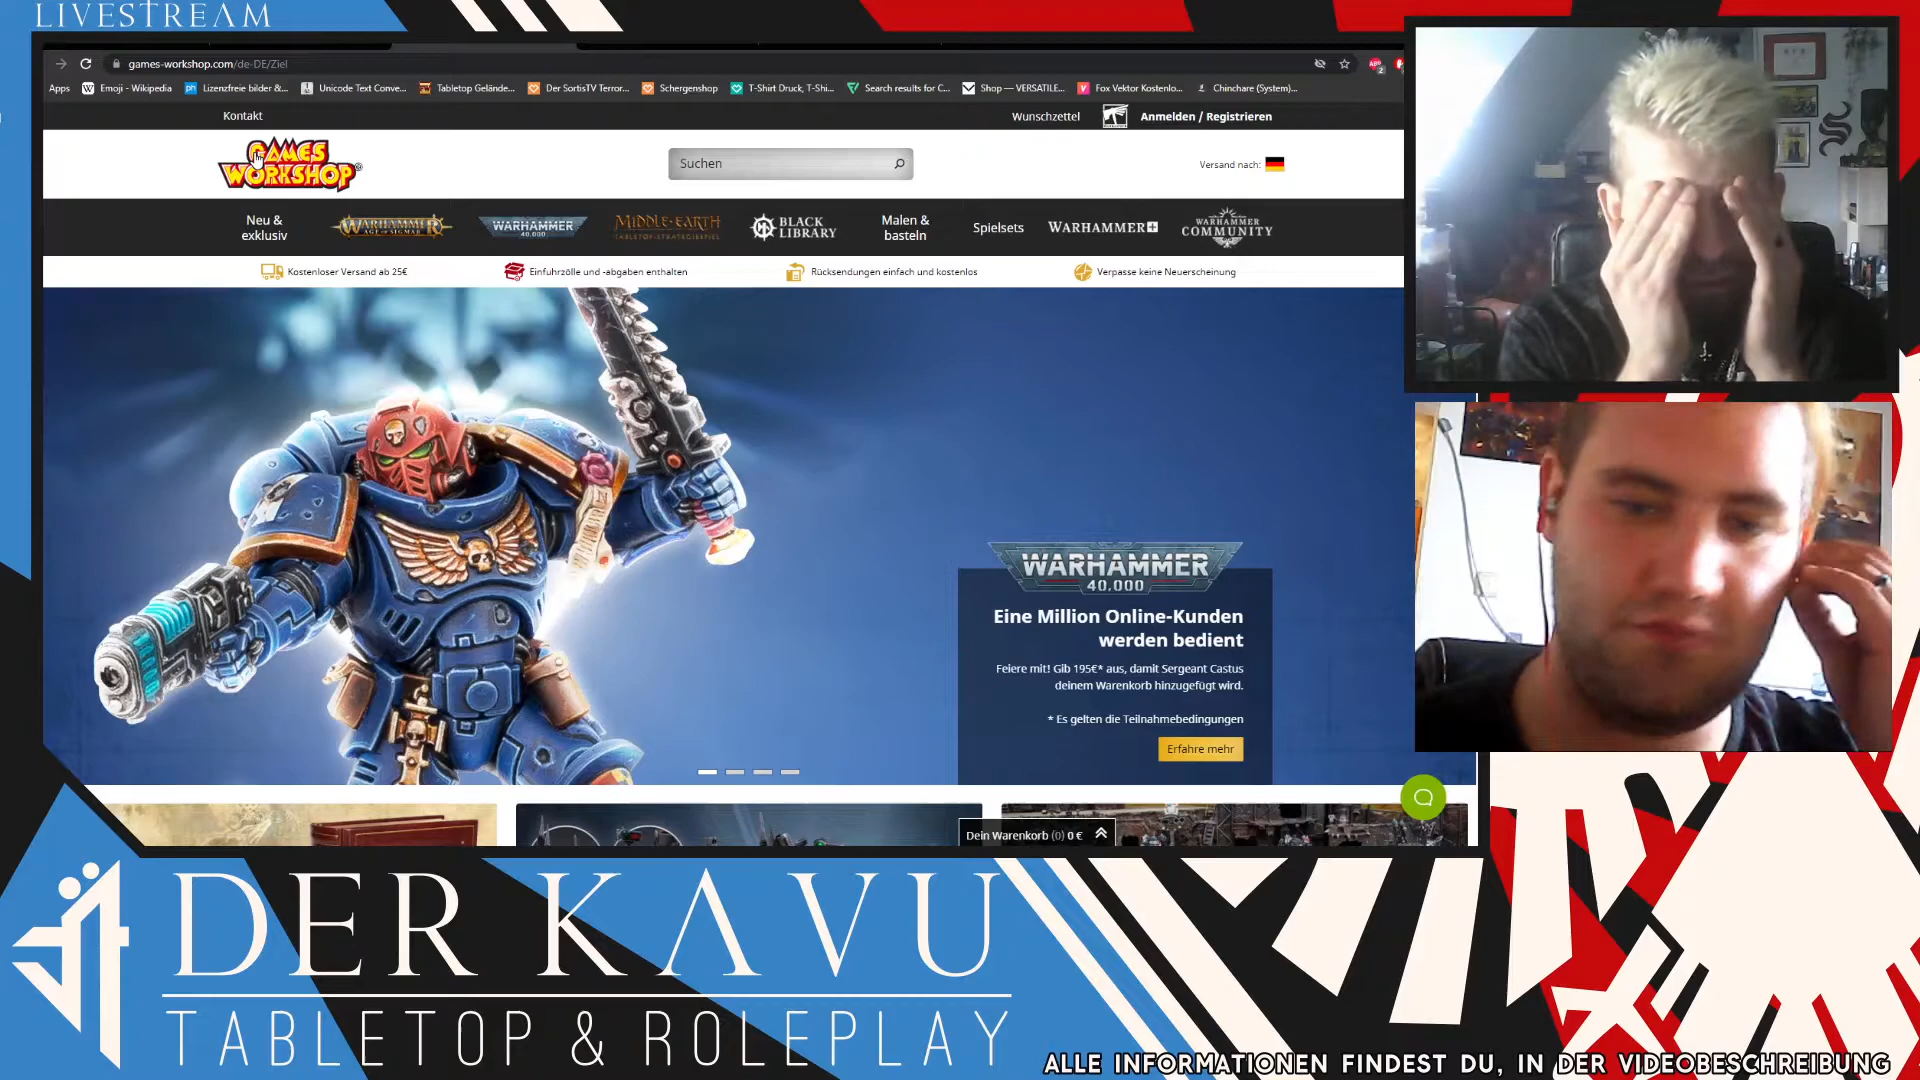 LIVESTREAM
games-workshop.com/de-DE/Ziel
Apps
Emoji - Wikipedia
Lizenzfreie bilder &...
Unicode Text Conve...
Tabletop Gelände...
Der SortisTV Terror...
Schergenshop
T-Shirt Druck, T-Shi...
Search results for C...
Shop — VERSATILE...
Fox Vektor Kostenlo...
Chinchare (System)...
Kontakt
Wunschzettel
Anmelden / Registrieren
GAMES
WORKSHOP
Suchen
Versand nach:
Neu &
exklusiv
WARHAMMER
AGE OF SIGMAR
WARHAMMER
40,000
MIDDLE-EARTH
TABLETOP-STRATEGIESPIEL
BLACK
LIBRARY
Malen &
basteln
Spielsets
WARHAMMER+
WARHAMMER
COMMUNITY
Kostenloser Versand ab 25€
Einfuhrzölle und -abgaben enthalten
Rücksendungen einfach und kostenlos
Verpasse keine Neuerscheinung
WARHAMMER
40,000
Eine Million Online-Kunden
werden bedient
Feiere mit! Gib 195€* aus, damit Sergeant Castus
deinem Warenkorb hinzugefügt wird.
* Es gelten die Teilnahmebedingungen
Erfahre mehr
Dein Warenkorb (0) 0 €
DER KAVU
TABLETOP & ROLEPLAY
ALLE INFORMATIONEN FINDEST DU, IN DER VIDEOBESCHREIBUNG